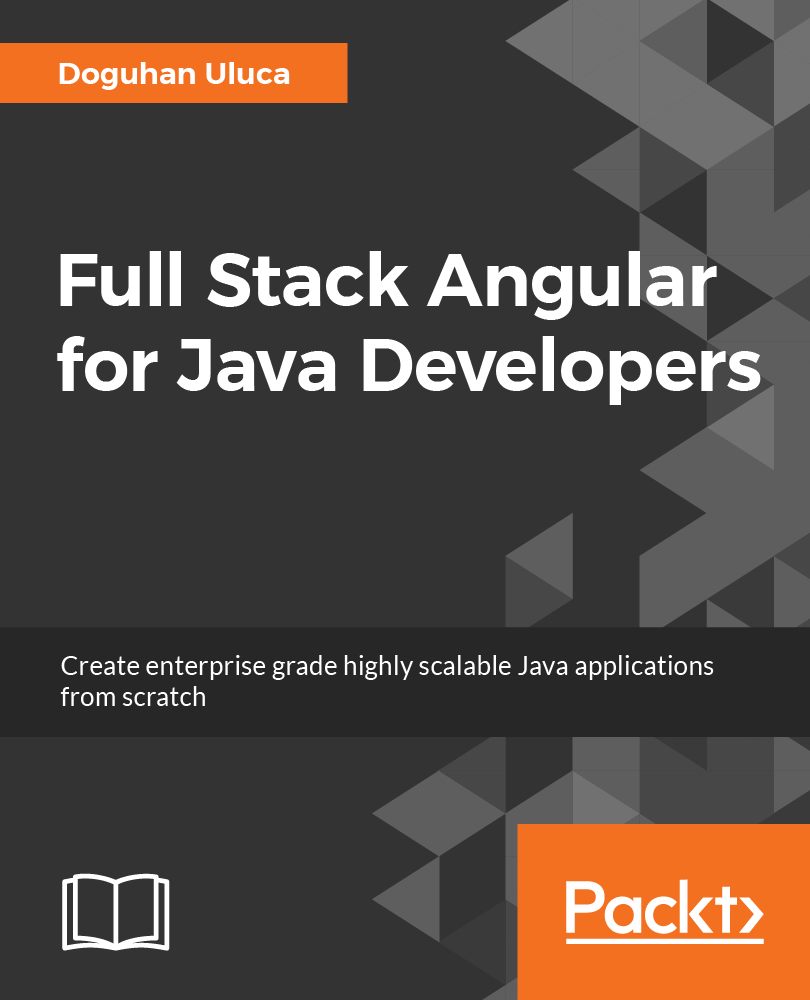 Doguhan Uluca
Full Stack Angular
for Java Developers
Create enterprise grade highly scalable Java applications
from scratch
Packt